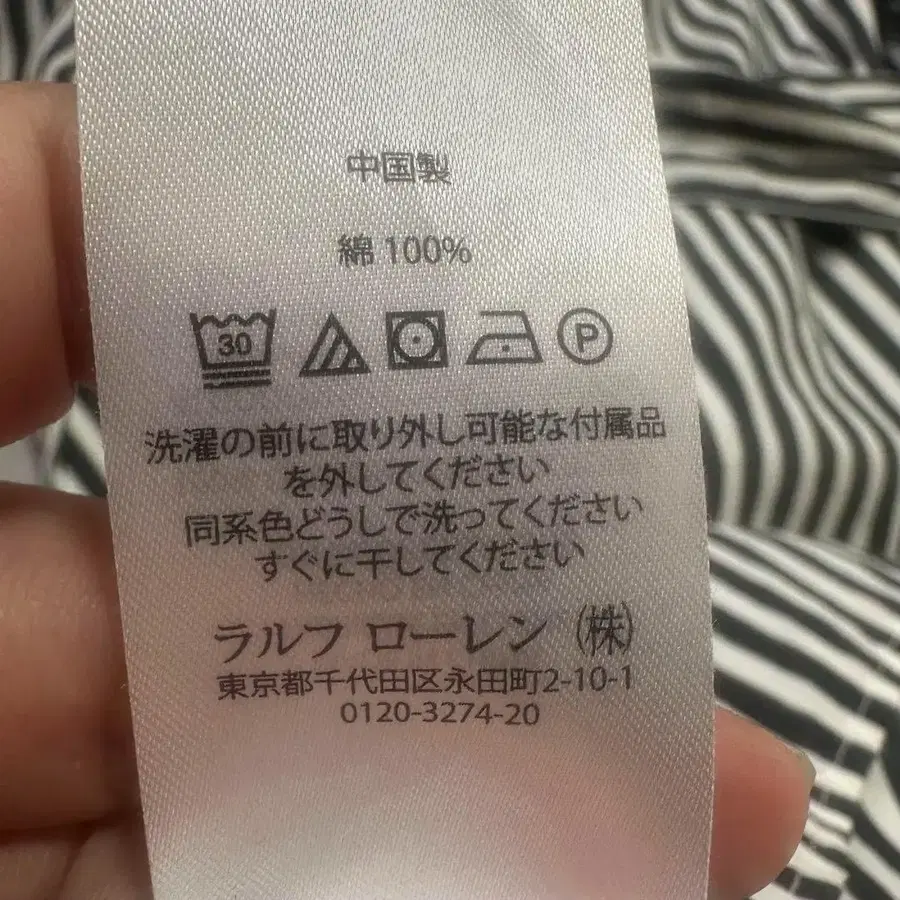 中国製
綿 100%
30 P
洗濯の前に取り外し可能な付属品
を外してください
同系色どうしで洗ってください
すぐに干してください
ラルフ ローレン ㈱
東京都千代田区永田町2-10-1
0120-3274-20